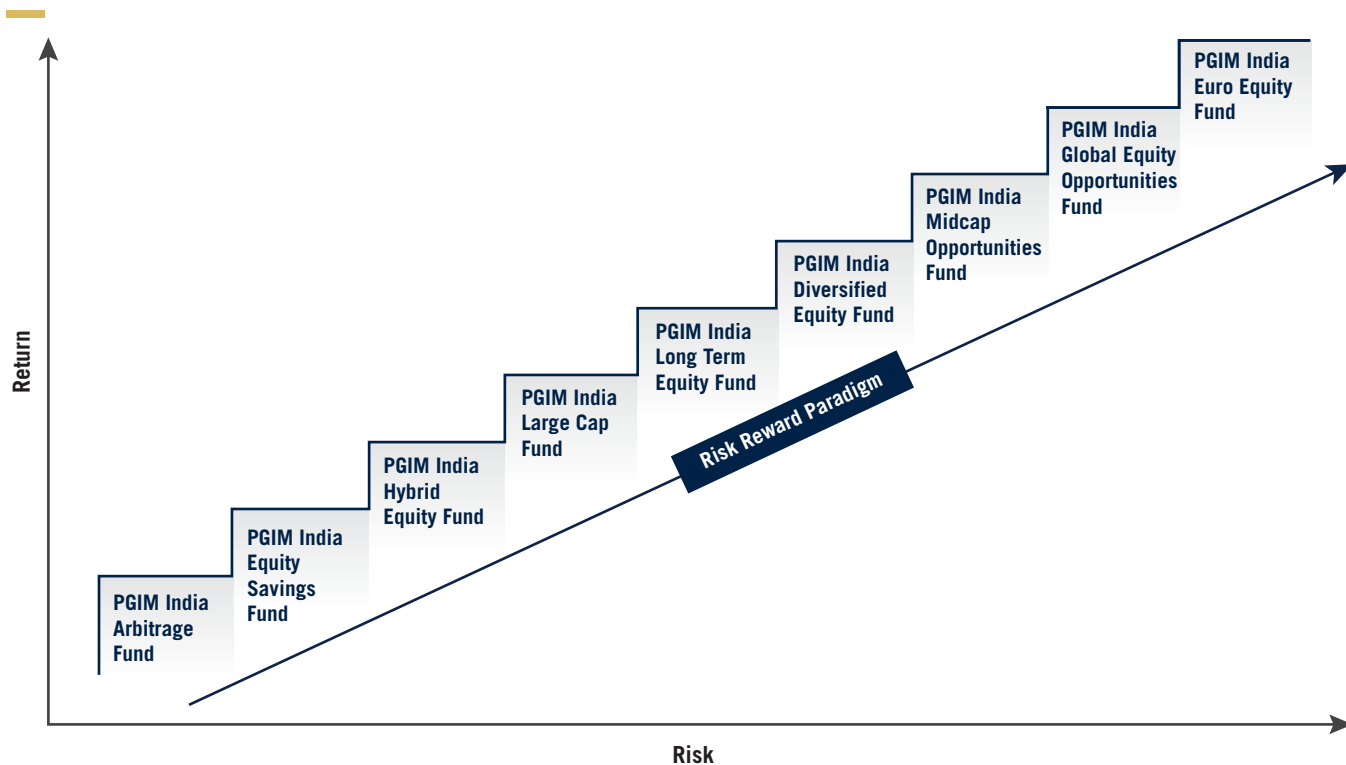 PGIM India
Euro Equity
Fund
PGIM India
Global Equity
Opportunities
Fund
PGIM India
Midcap
Opportunities
Fund
PGIM India
Diversified
Equity Fund
PGIM India
Long Term
Equity Fund
PGIM India
Large Cap
Fund
PGIM India
Hybrid
Equity Fund
PGIM India
Equity
Savings
Fund
PGIM India
Arbitrage
Fund
Return
Risk Reward Paradigm
Risk